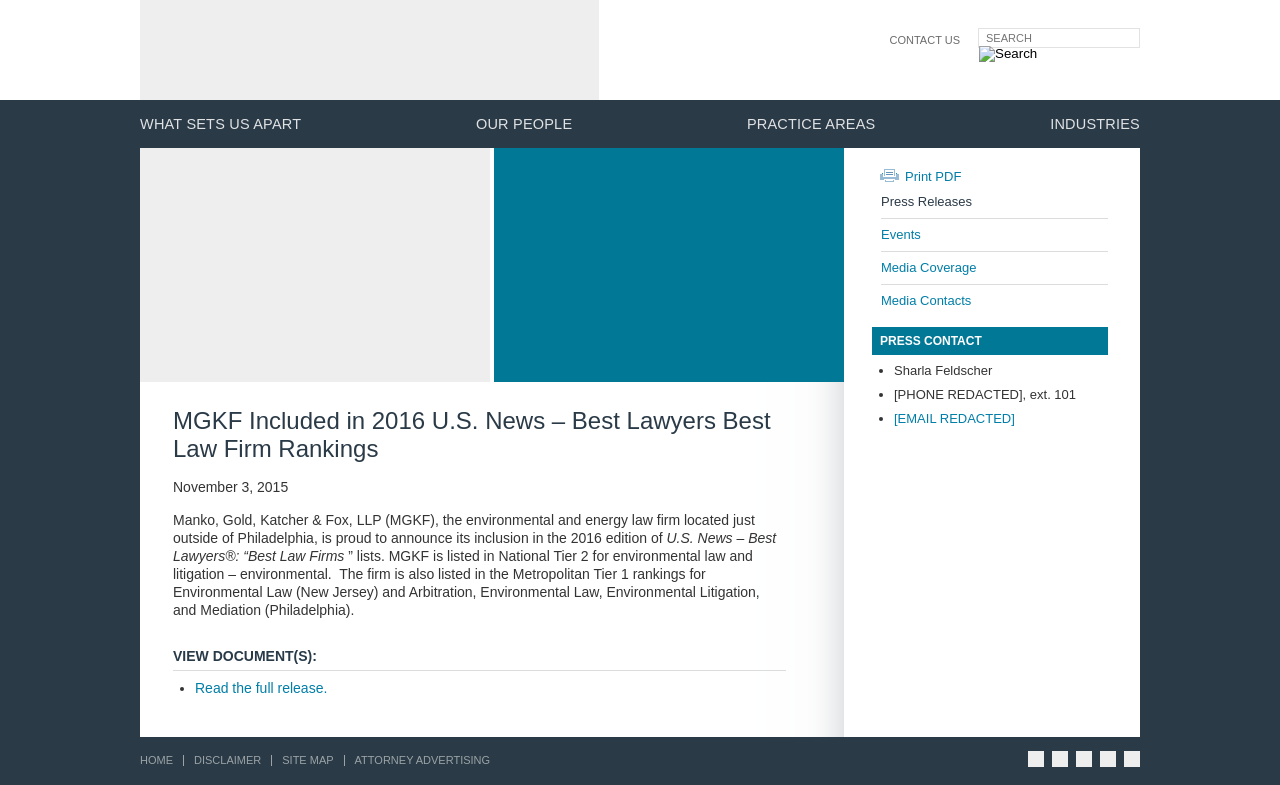 CONTACT US
SEARCH
Search
WHAT SETS US APART
OUR PEOPLE
PRACTICE AREAS
INDUSTRIES
Print PDF
Press Releases
Events
Media Coverage
Media Contacts
PRESS CONTACT
Sharla Feldscher
[PHONE REDACTED], ext. 101
[EMAIL REDACTED]
MGKF Included in 2016 U.S. News – Best Lawyers Best
Law Firm Rankings
November 3, 2015
Manko, Gold, Katcher & Fox, LLP (MGKF), the environmental and energy law firm located just
outside of Philadelphia, is proud to announce its inclusion in the 2016 edition of U.S. News – Best
Lawyers®: “Best Law Firms ” lists. MGKF is listed in National Tier 2 for environmental law and
litigation – environmental.  The firm is also listed in the Metropolitan Tier 1 rankings for
Environmental Law (New Jersey) and Arbitration, Environmental Law, Environmental Litigation,
and Mediation (Philadelphia).
VIEW DOCUMENT(S):
Read the full release.
HOME
DISCLAIMER
SITE MAP
ATTORNEY ADVERTISING